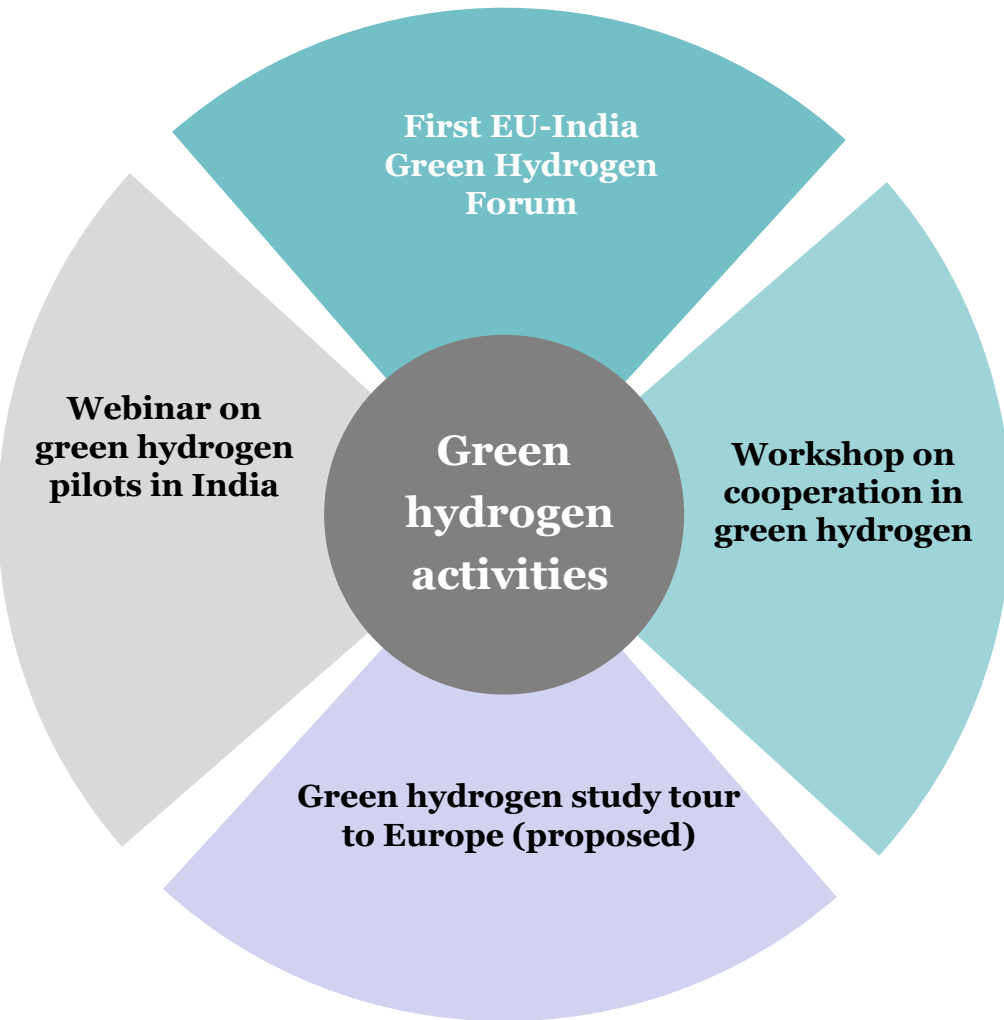 First EU-India
Green Hydrogen
Forum
Webinar on
green hydrogen
pilots in India
Green
hydrogen
activities
Workshop on
cooperation in
green hydrogen
Green hydrogen study tour
to Europe (proposed)